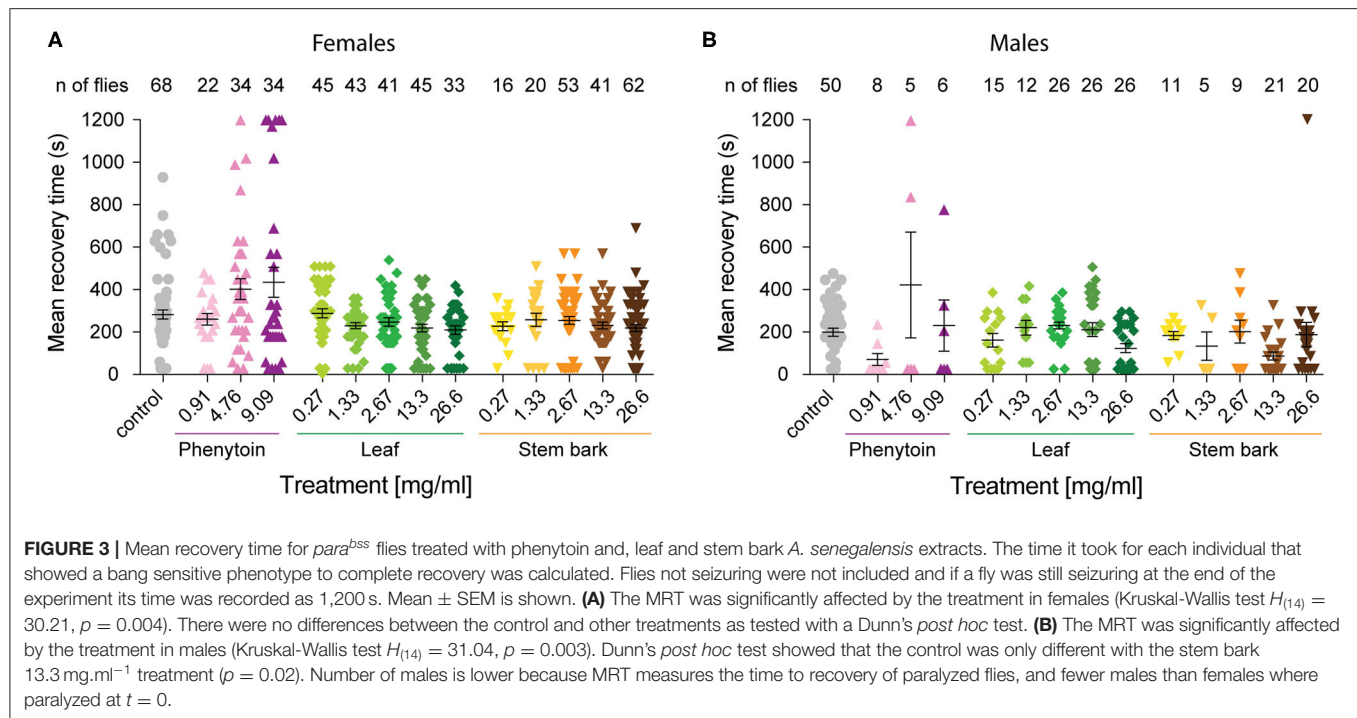 A
Females
n of flies 68 22 34 34 45 43 41 45 33 16 20 53 41 62
Mean recovery time (s)
1200
1000
800
600
400
200
0
control 0.91 4.76 9.09 0.27 1.33 2.67 13.3 26.6 0.27 1.33 2.67 13.3 26.6
Phenytoin Leaf Stem bark
Treatment [mg/ml]
B
Males
n of flies 50 8 5 6 15 12 26 26 26 11 5 9 21 20
Mean recovery time (s)
1200
1000
800
600
400
200
0
control 0.91 4.76 9.09 0.27 1.33 2.67 13.3 26.6 0.27 1.33 2.67 13.3 26.6
Phenytoin Leaf Stem bark
Treatment [mg/ml]
FIGURE 3 | Mean recovery time for para^bss flies treated with phenytoin and, leaf and stem bark A. senegalensis extracts. The time it took for each individual that
showed a bang sensitive phenotype to complete recovery was calculated. Flies not seizuring were not included and if a fly was still seizuring at the end of the
experiment its time was recorded as 1,200 s. Mean ± SEM is shown. (A) The MRT was significantly affected by the treatment in females (Kruskal-Wallis test H(14) =
30.21, p = 0.004). There were no differences between the control and other treatments as tested with a Dunn's post hoc test. (B) The MRT was significantly affected
by the treatment in males (Kruskal-Wallis test H(14) = 31.04, p = 0.003). Dunn's post hoc test showed that the control was only different with the stem bark
13.3 mg.ml−1 treatment (p = 0.02). Number of males is lower because MRT measures the time to recovery of paralyzed flies, and fewer males than females where
paralyzed at t = 0.